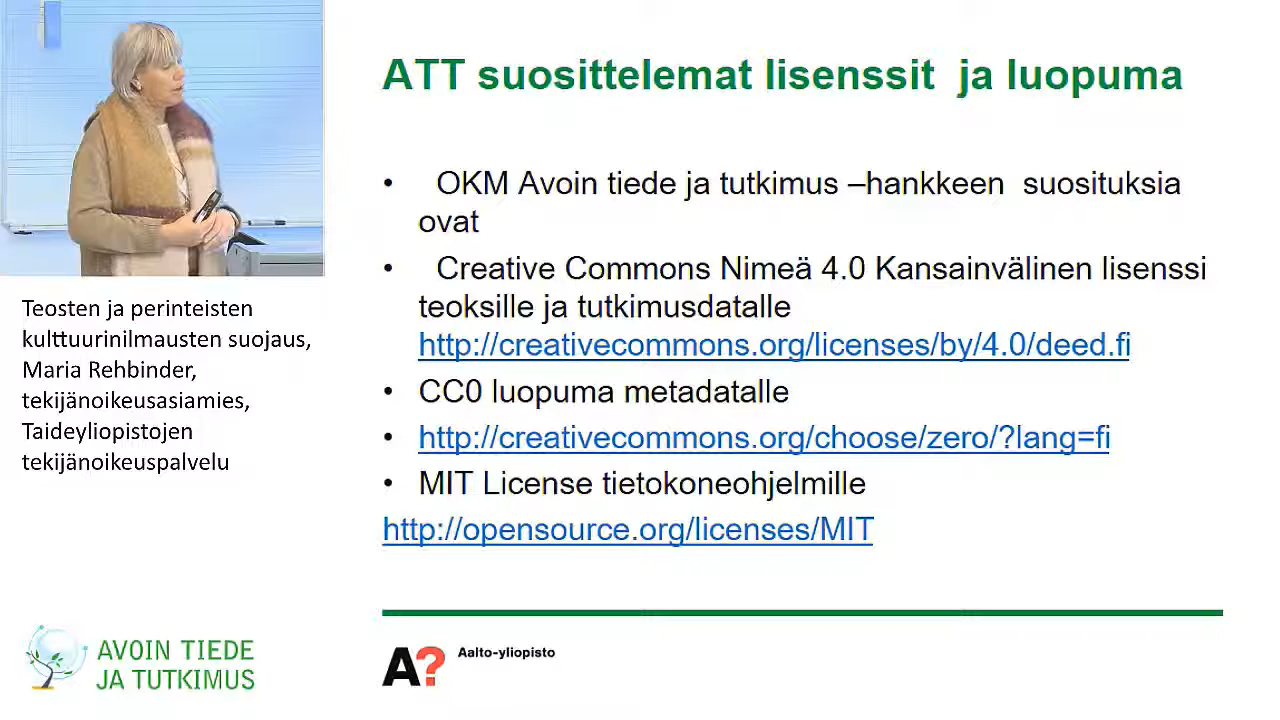 ATT suosittelemat lisenssit ja luopuma
• OKM Avoin tiede ja tutkimus –hankkeen suosituksia
ovat
• Creative Commons Nimeä 4.0 Kansainvälinen lisenssi
teoksille ja tutkimusdatalle
http://creativecommons.org/licenses/by/4.0/deed.fi
• CC0 luopuma metadatalle
• http://creativecommons.org/choose/zero/?lang=fi
• MIT License tietokoneohjelmille
http://opensource.org/licenses/MIT
Teosten ja perinteisten
kulttuurinilmausten suojaus,
Maria Rehbinder,
tekijänoikeusasiamies,
Taideyliopistojen
tekijänoikeuspalvelu
AVOIN TIEDE
JA TUTKIMUS
A?
Aalto-yliopisto